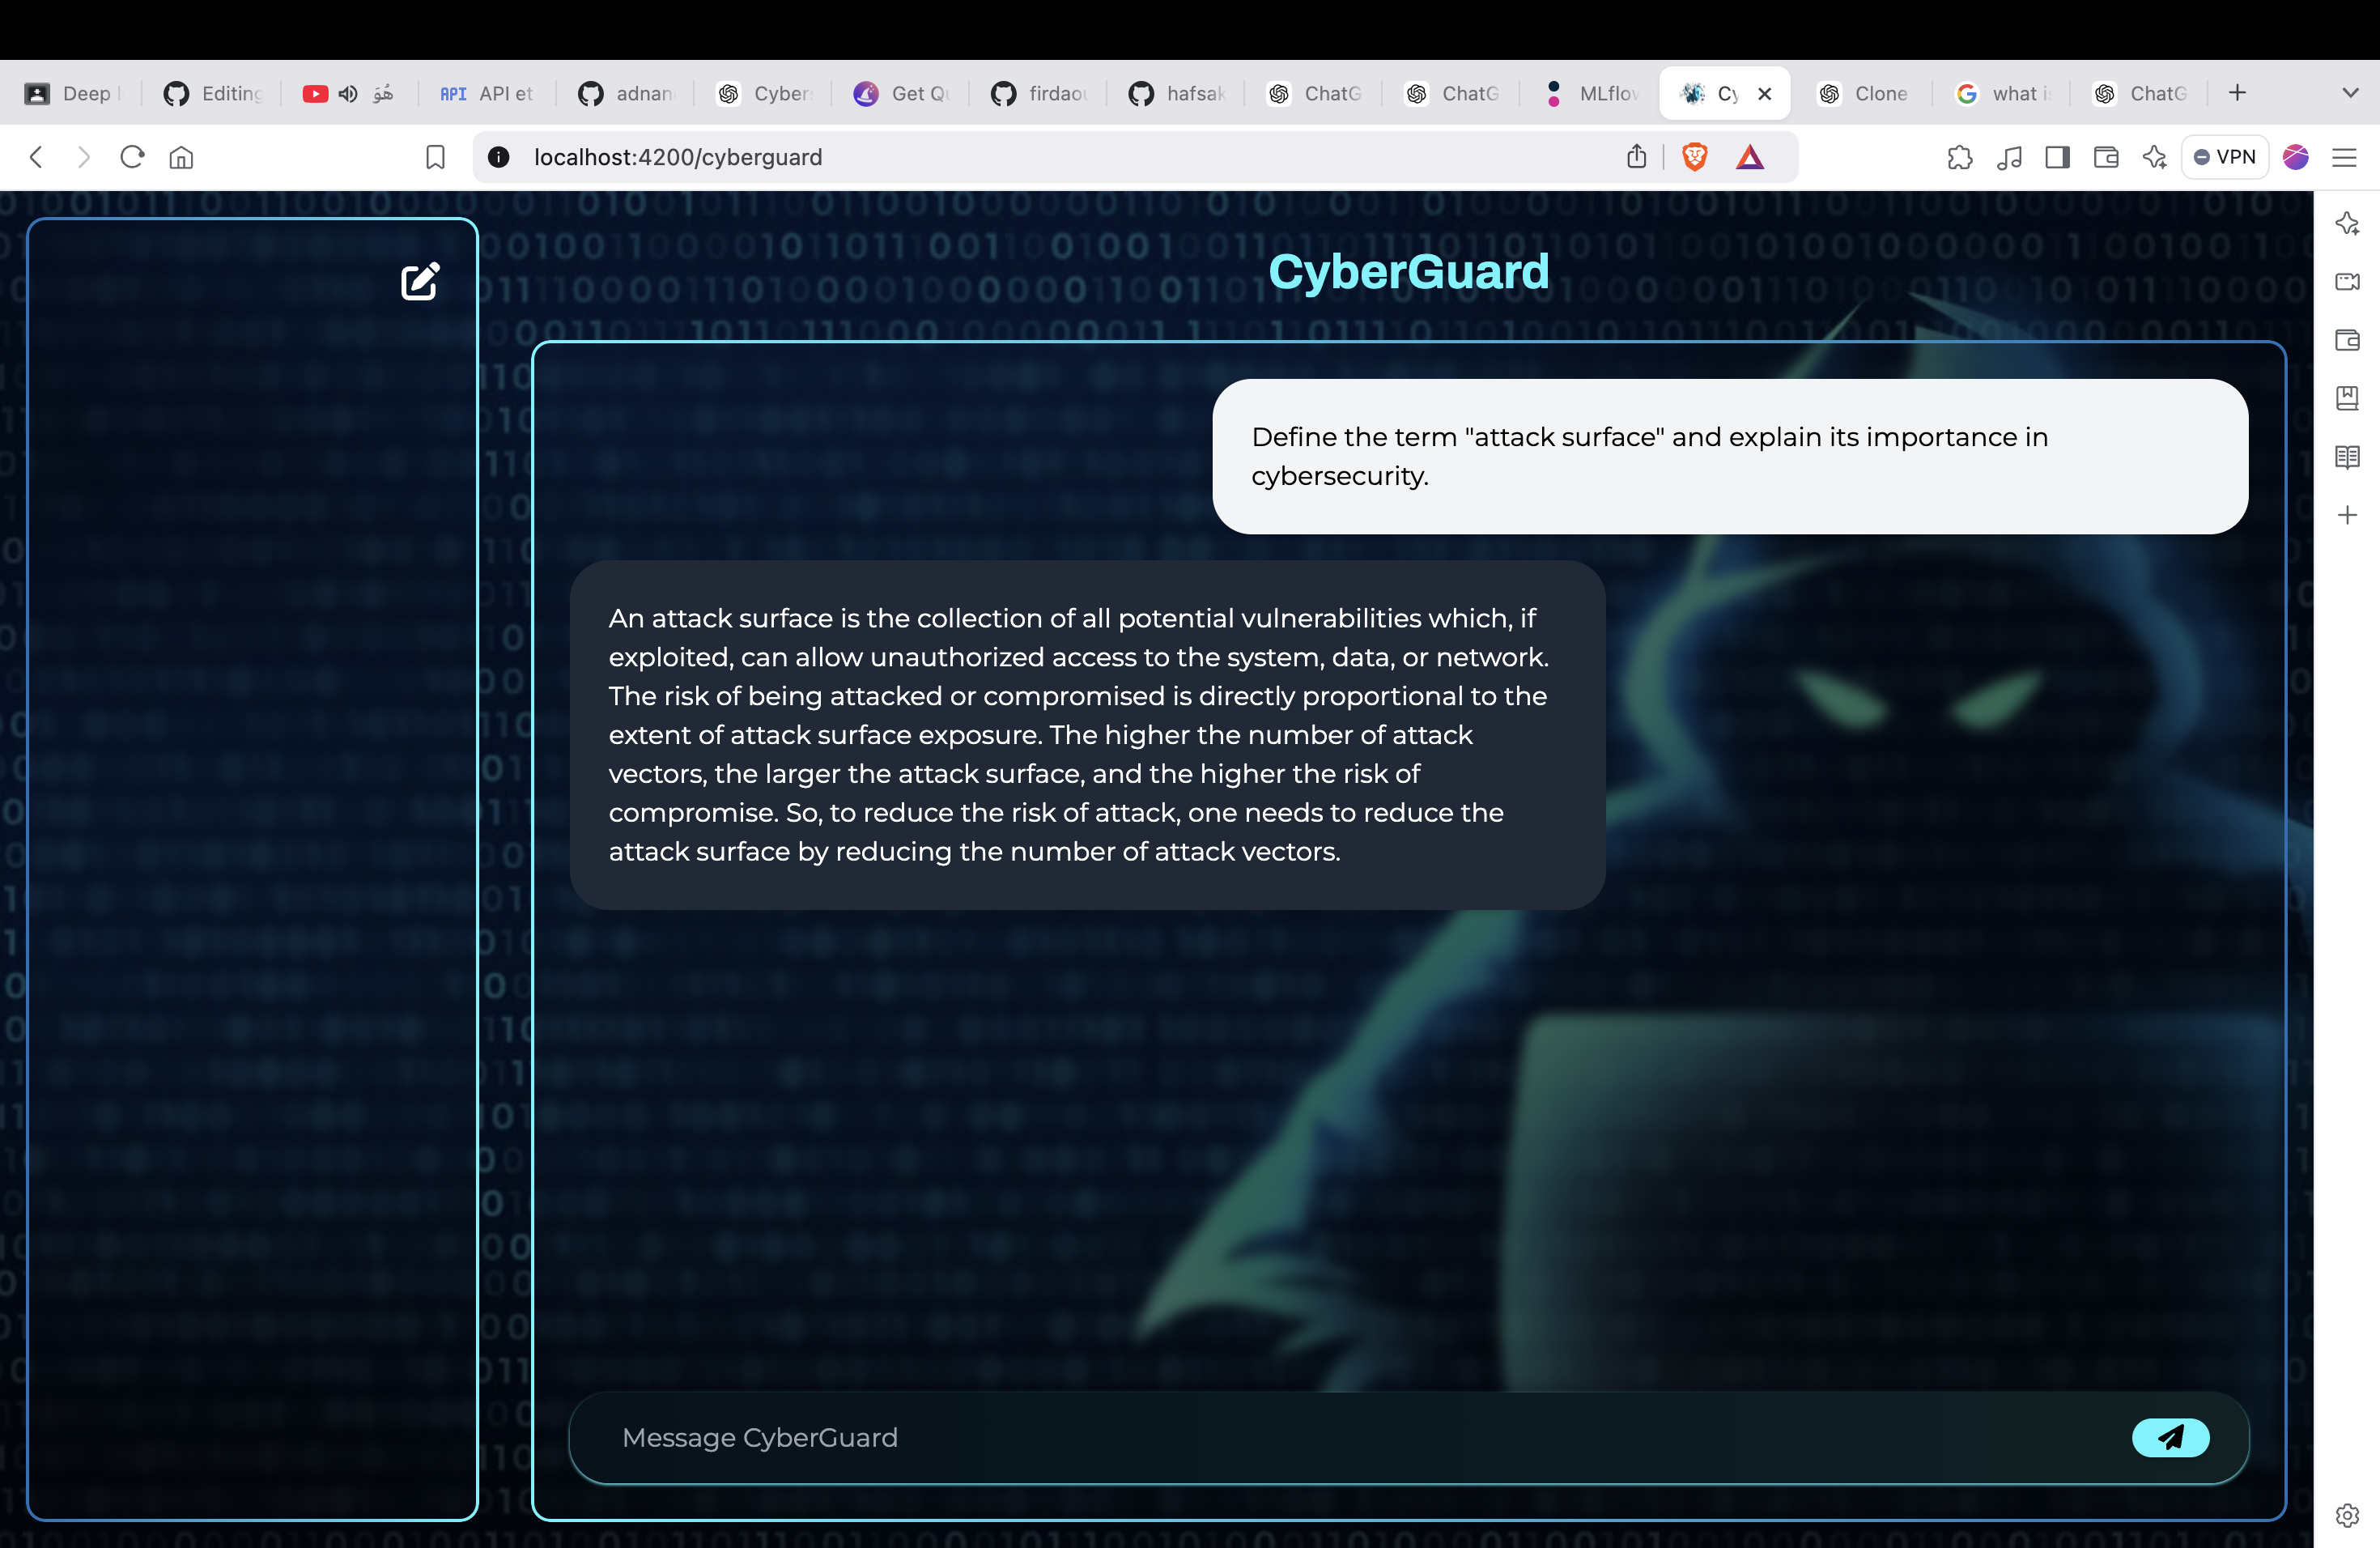 Deep
Editing
هُوَ
API API et
adnan
Cyber
Get Qu
firdaou
hafsak
ChatG
ChatG
MLflow
Cy
Clone
what is
ChatG
localhost:4200/cyberguard
VPN
CyberGuard
Define the term "attack surface" and explain its importance in
cybersecurity.
An attack surface is the collection of all potential vulnerabilities which, if
exploited, can allow unauthorized access to the system, data, or network.
The risk of being attacked or compromised is directly proportional to the
extent of attack surface exposure. The higher the number of attack
vectors, the larger the attack surface, and the higher the risk of
compromise. So, to reduce the risk of attack, one needs to reduce the
attack surface by reducing the number of attack vectors.
Message CyberGuard